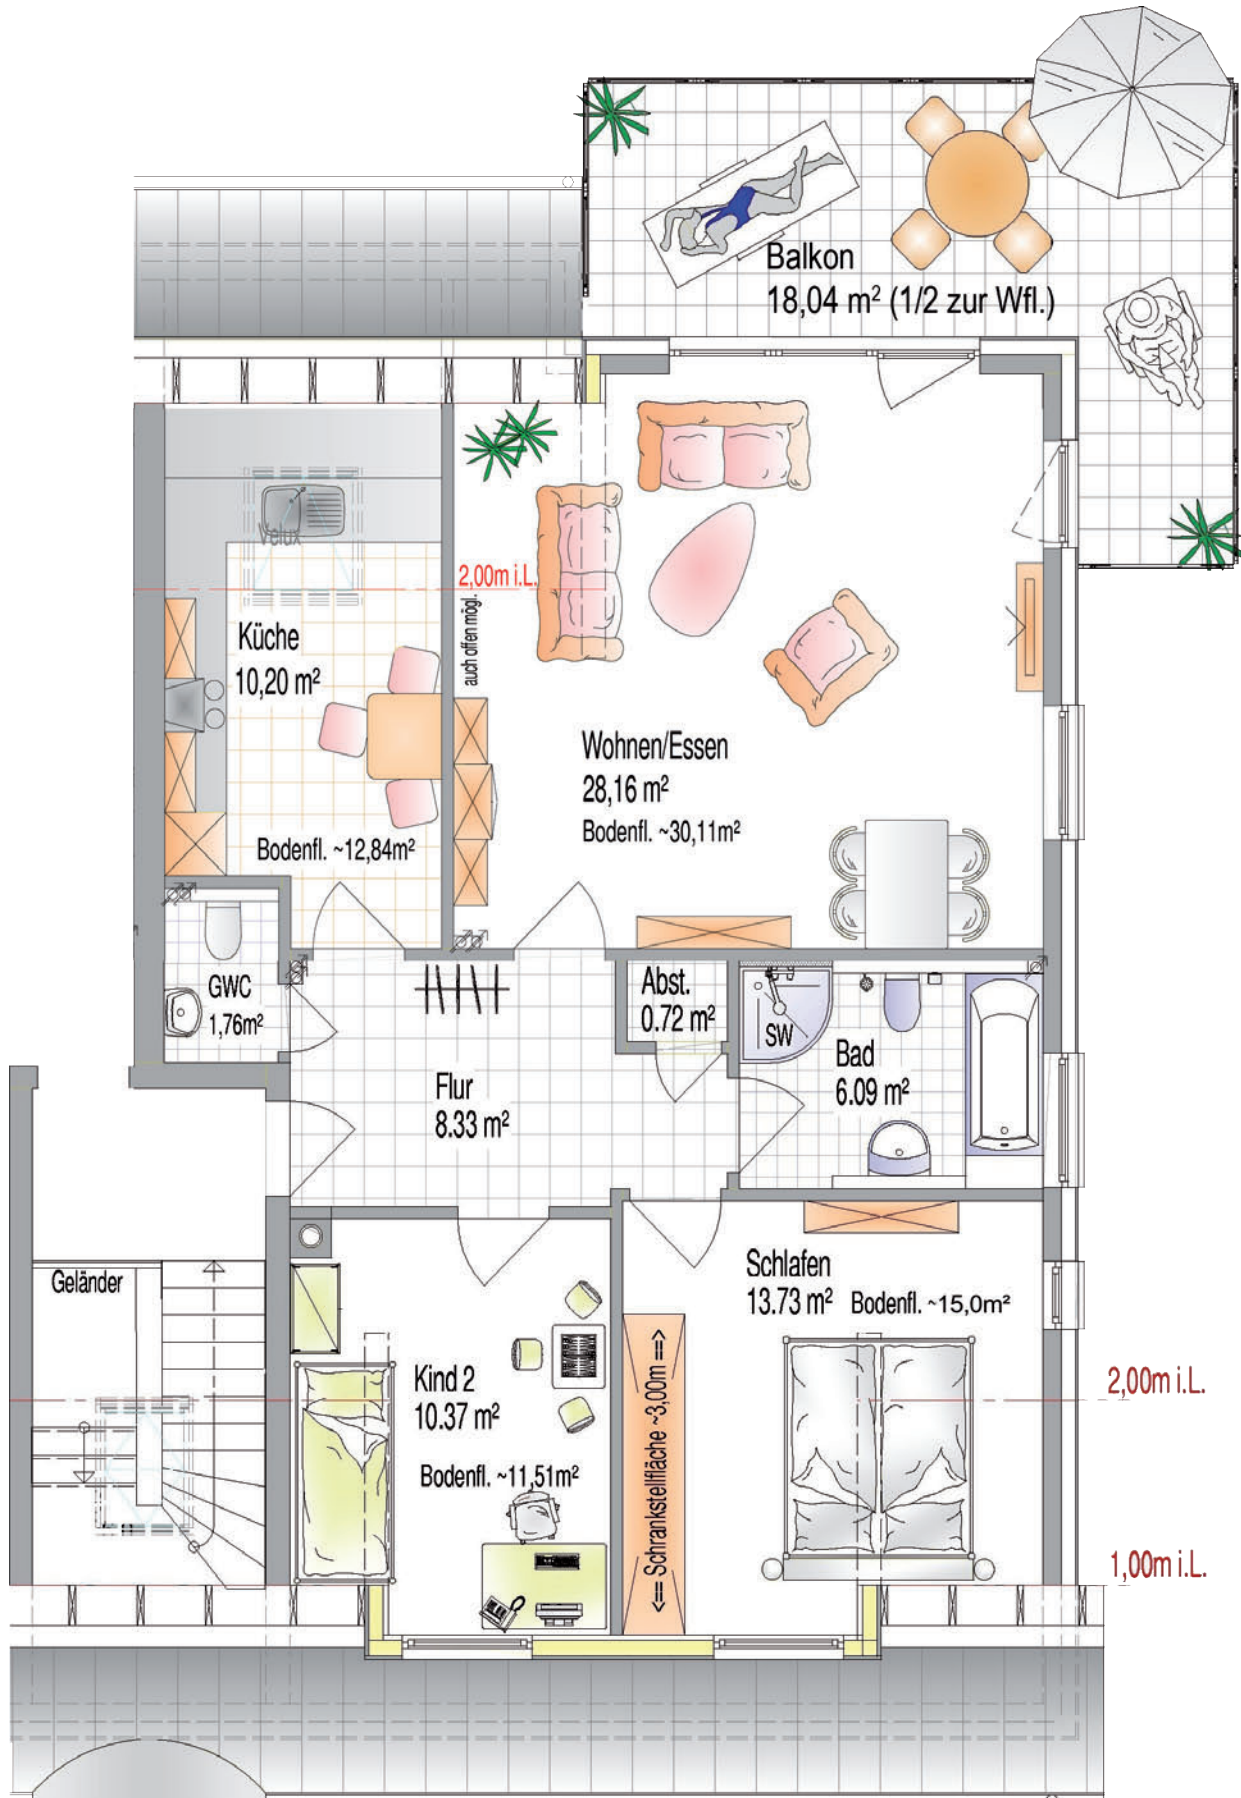 Balkon
18,04 m² (1/2 zur Wfl.)
Velux
2,00m i.L.
auch offen mögl.
Küche
10,20 m²
Bodenfl. ~12,84m²
Wohnen/Essen
28,16 m²
Bodenfl. ~30,11m²
GWC
1,76m²
Abst.
0.72 m²
SW
Bad
6.09 m²
Flur
8.33 m²
Geländer
Schlafen
13.73 m² Bodenfl. ~15,0m²
Kind 2
10.37 m²
Bodenfl. ~11,51m²
<== Schrankstellfläche ~3,00m ==>
2,00m i.L.
1,00m i.L.